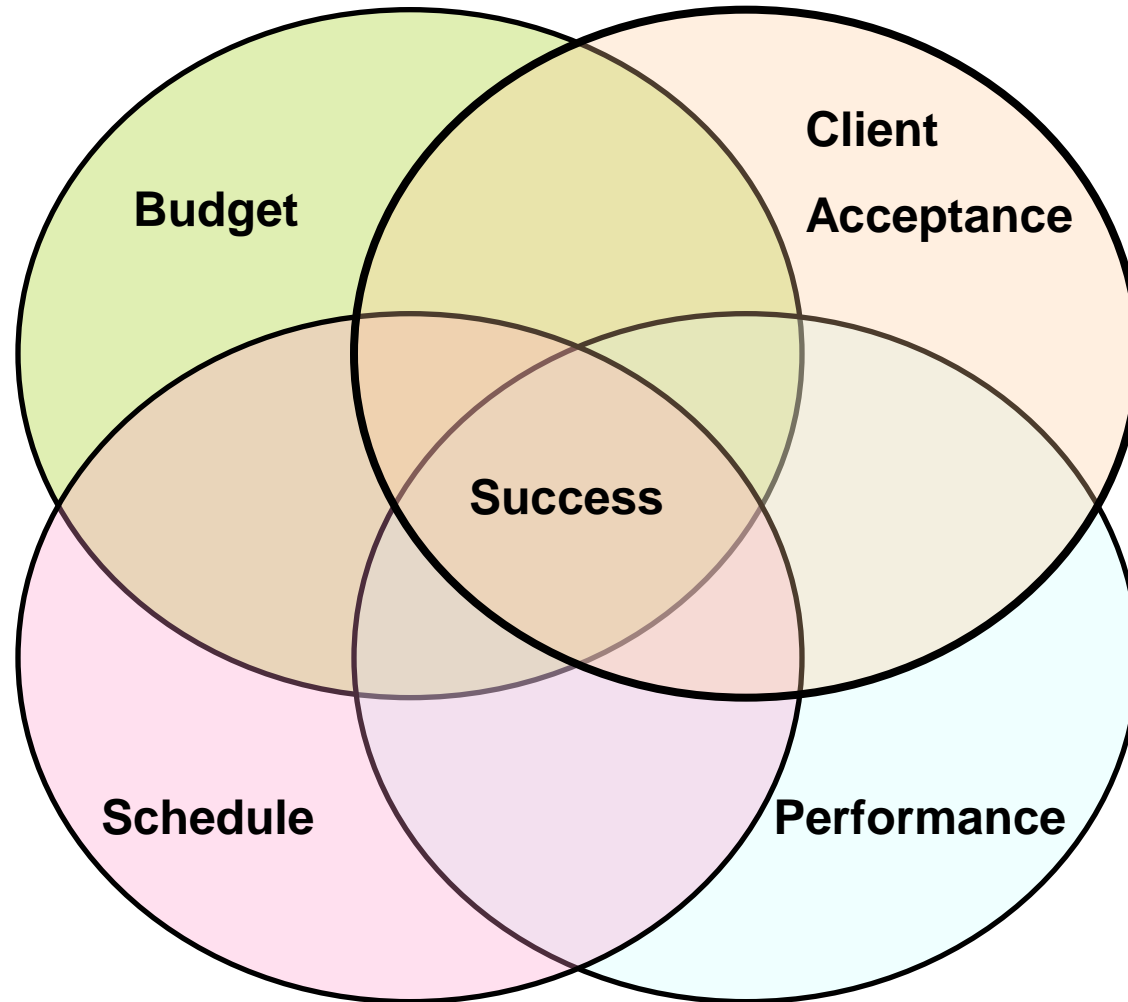 Budget
Client
Acceptance
Success
Schedule
Performance